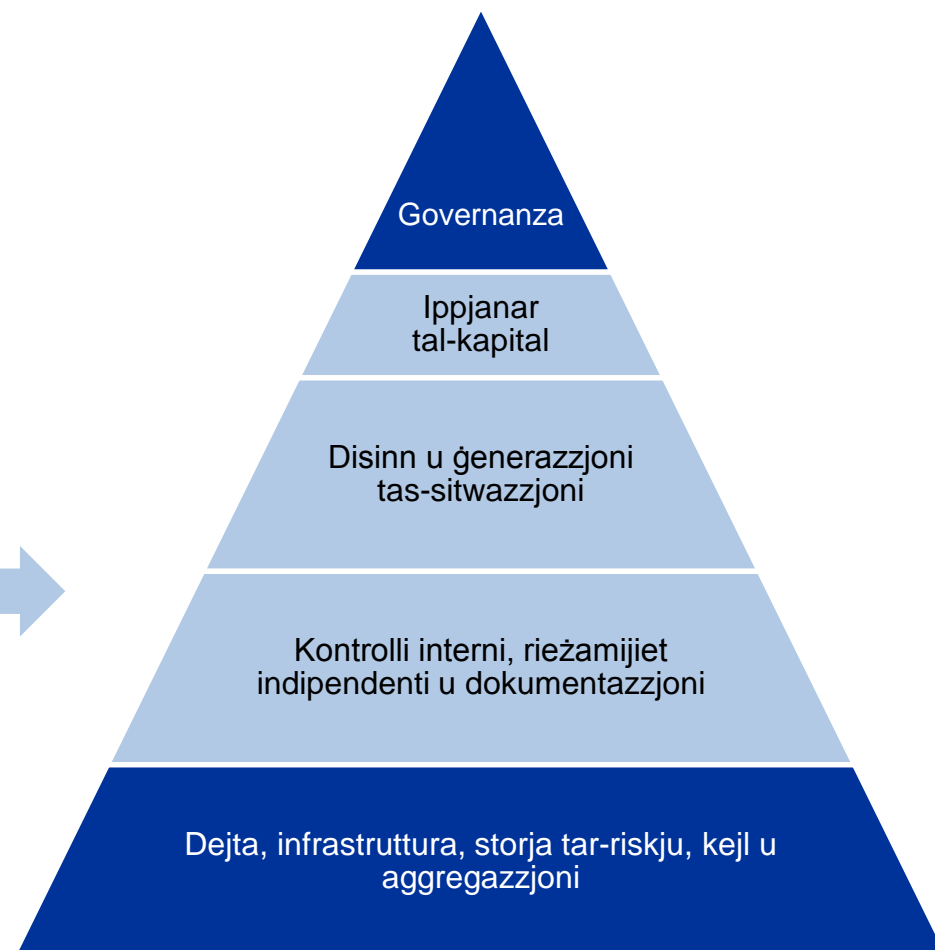 Governanza
Ippjanar
tal-kapital
Disinn u ġenerazzjoni
tas-sitwazzjoni
Kontrolli interni, rieżamijiet
indipendenti u dokumentazzjoni
Dejta, infrastruttura, storja tar-riskju, kejl u
aggregazzjoni